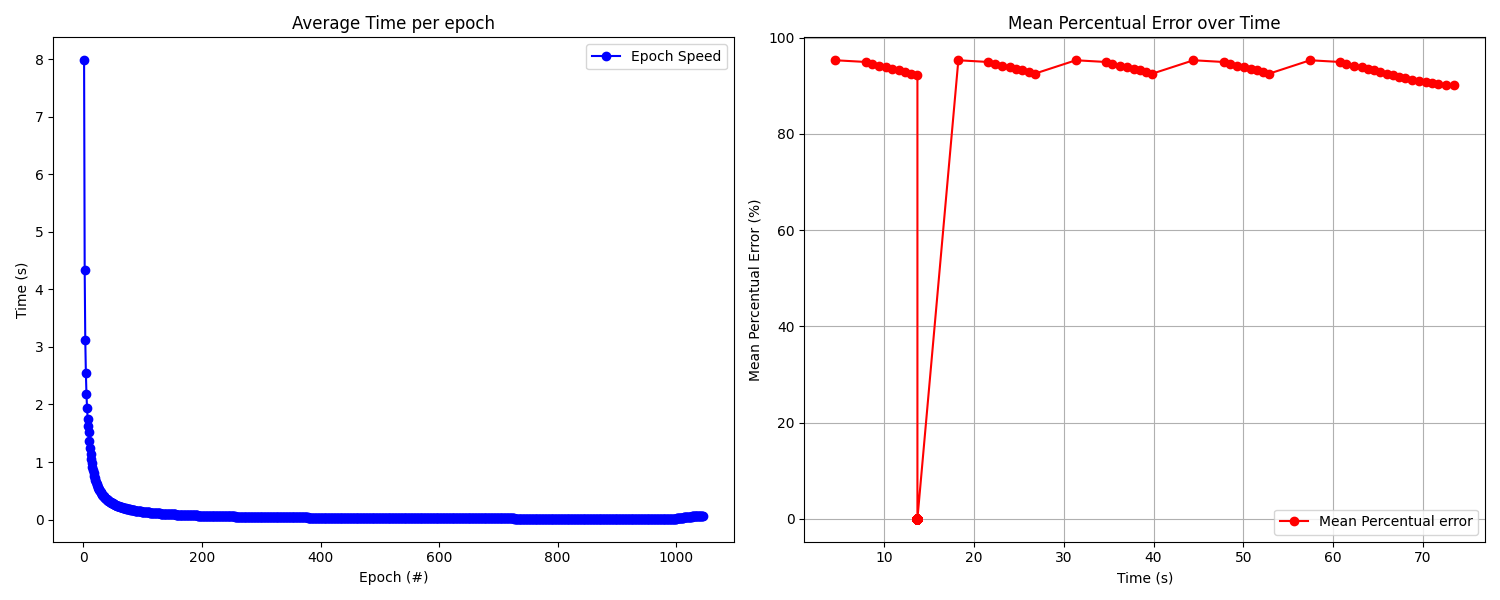 Average Time per epoch
8
7
6
5
4
3
2
1
0
Time (s)
Epoch Speed
0 200 400 600 800 1000
Epoch (#)
Mean Percentual Error over Time
100
80
60
40
20
0
Mean Percentual Error (%)
Mean Percentual error
10 20 30 40 50 60 70
Time (s)